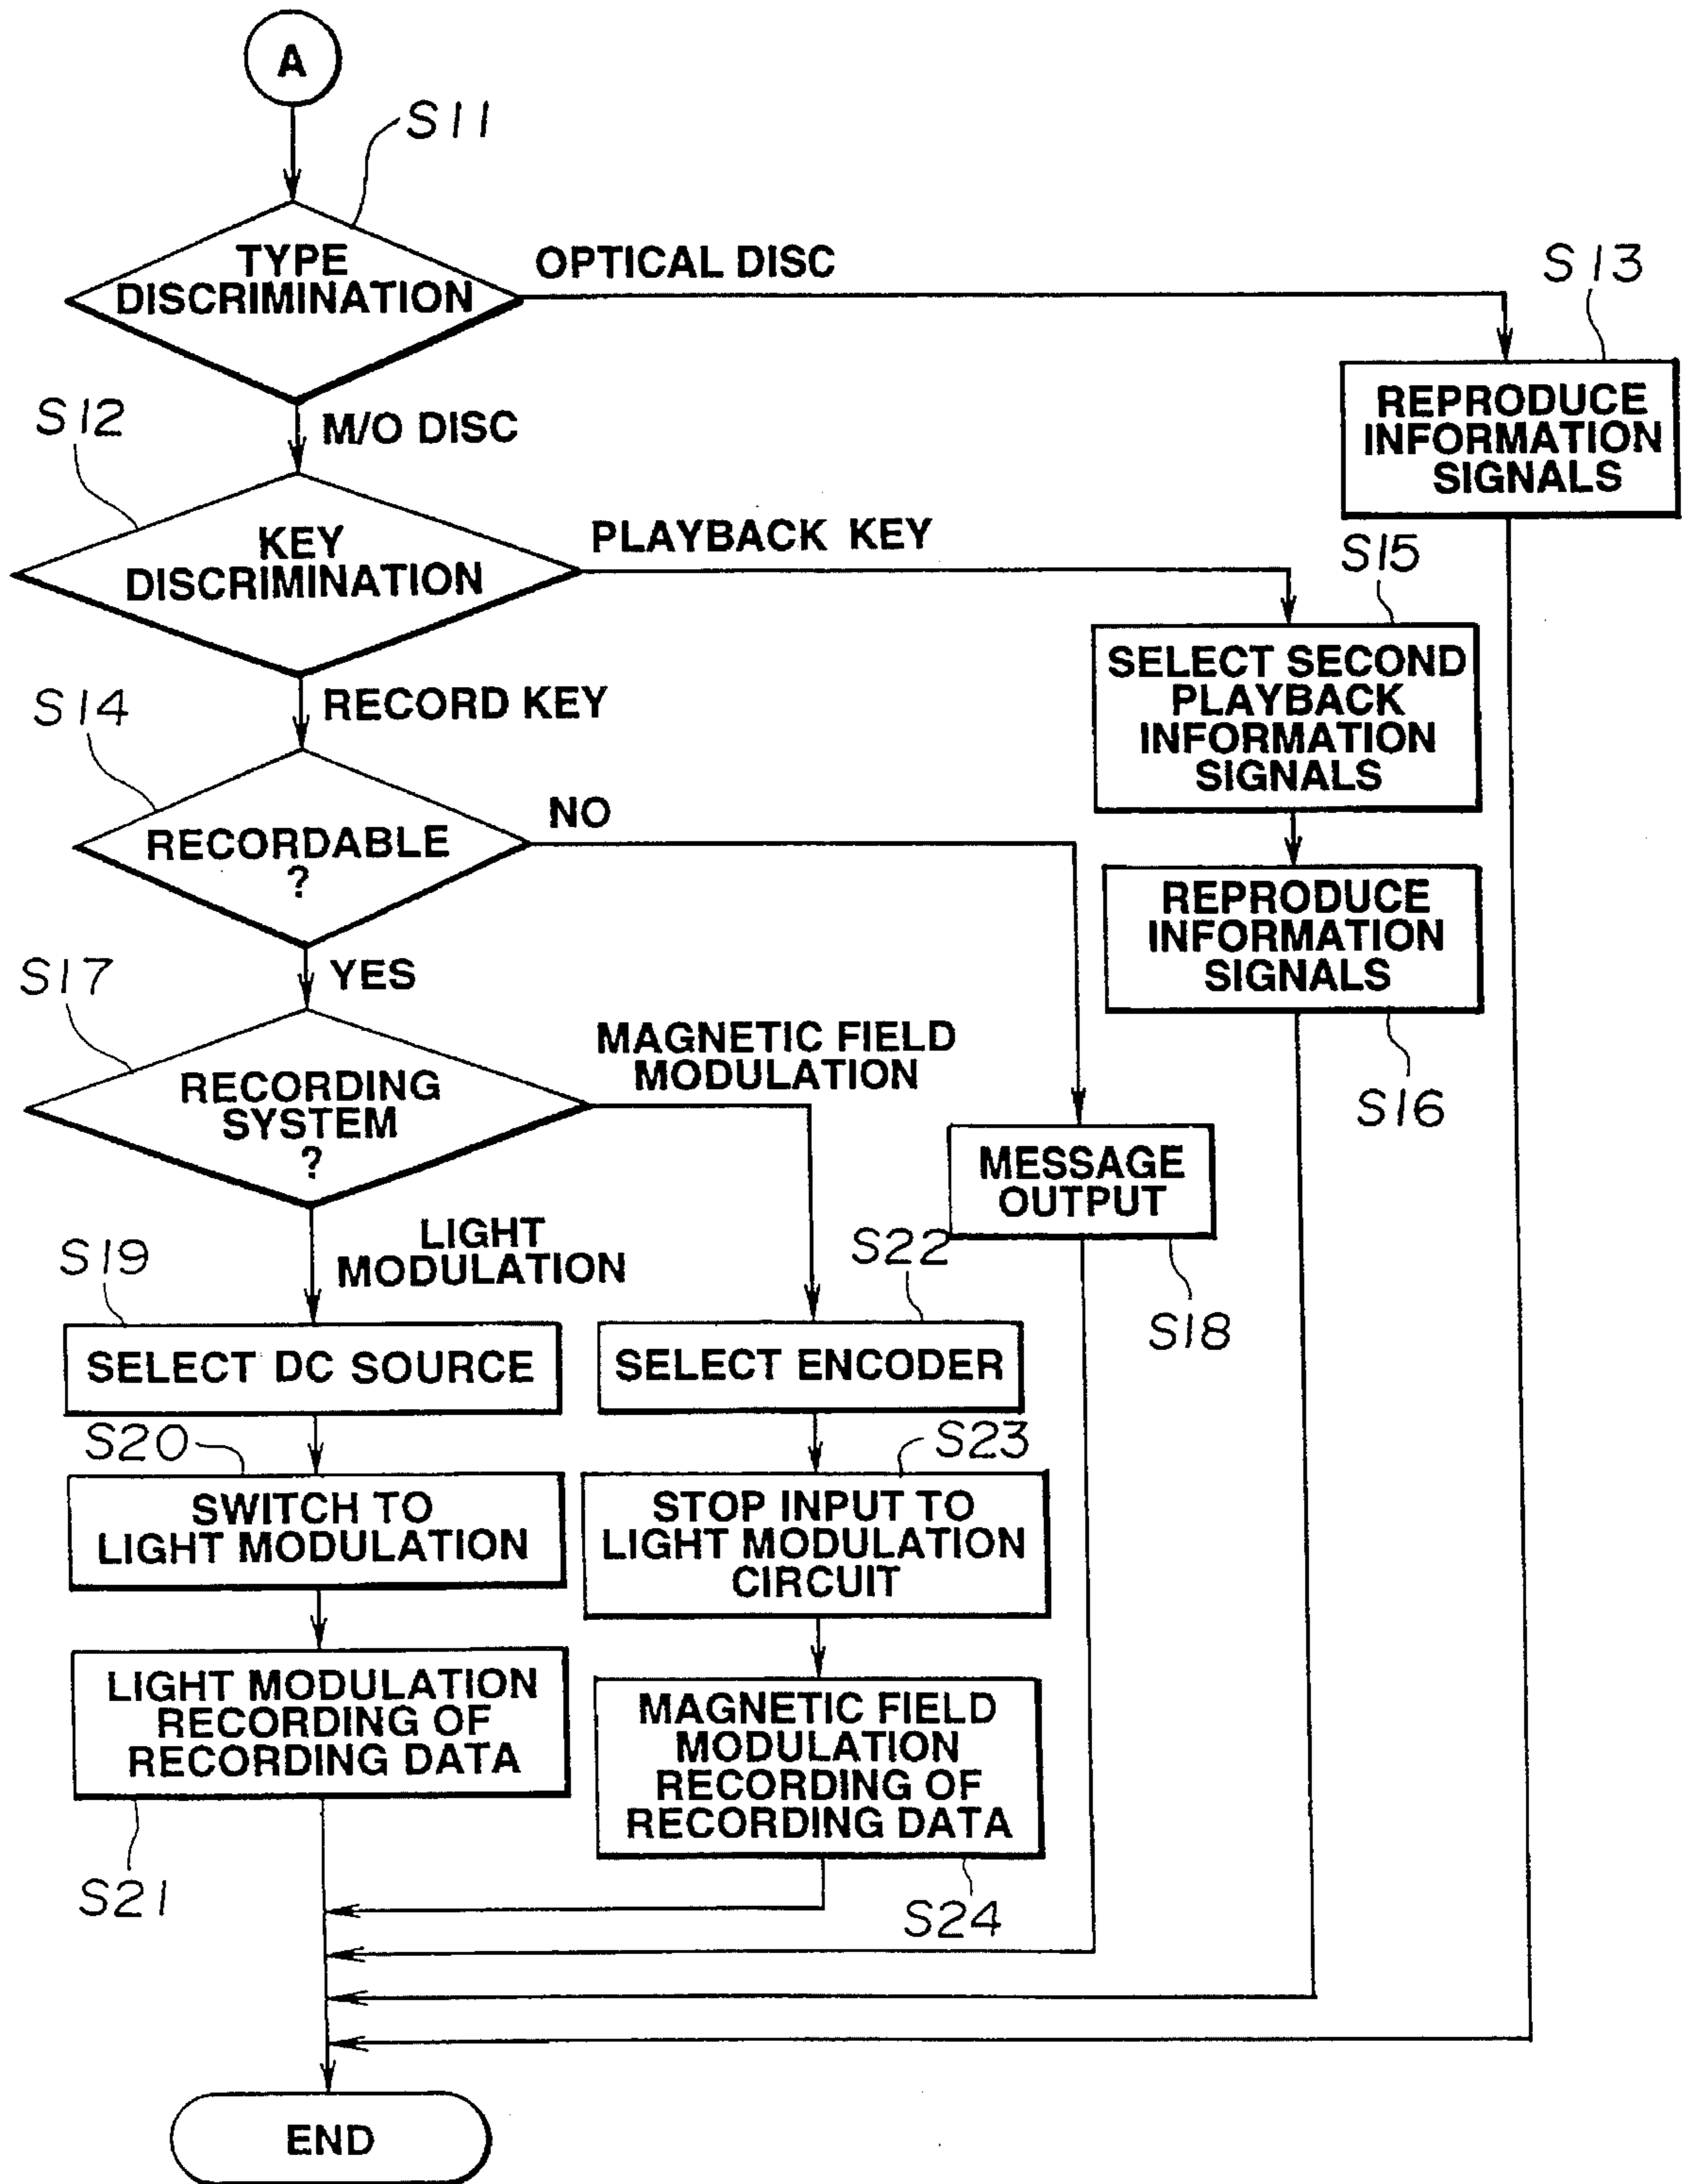 A
S11
TYPE
DISCRIMINATION
OPTICAL DISC
S13
REPRODUCE
INFORMATION
SIGNALS
S12
M/O DISC
KEY
DISCRIMINATION
PLAYBACK KEY
S15
SELECT SECOND
PLAYBACK
INFORMATION
SIGNALS
S14
RECORD KEY
RECORDABLE
?
NO
REPRODUCE
INFORMATION
SIGNALS
S16
S17
YES
RECORDING
SYSTEM
?
MAGNETIC FIELD
MODULATION
MESSAGE
OUTPUT
S18
S19
LIGHT
MODULATION
S22
SELECT DC SOURCE
SELECT ENCODER
S20
S23
SWITCH TO
LIGHT MODULATION
STOP INPUT TO
LIGHT MODULATION
CIRCUIT
LIGHT MODULATION
RECORDING OF
RECORDING DATA
MAGNETIC FIELD
MODULATION
RECORDING OF
RECORDING DATA
S21
S24
END